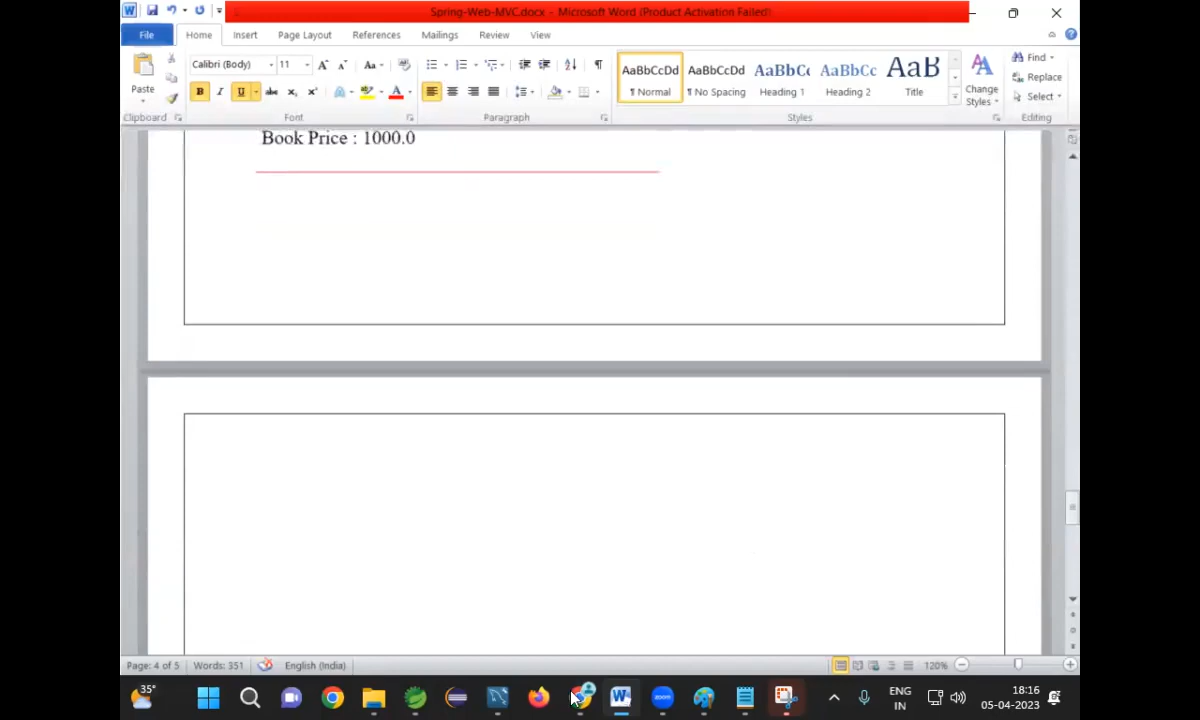 Spring-Web-MVC.docx - Microsoft Word (Product Activation Failed)
File Home Insert Page Layout References Mailings Review View
Paste
Calibri (Body) 11
AaBbCcDd AaBbCcDd AaBbCc AaBbCc AaB
¶ Normal ¶ No Spacing Heading 1 Heading 2 Title
Change Styles
Find
Replace
Select
Clipboard Font Paragraph Styles Editing
Book Price : 1000.0
Page: 4 of 5 Words: 351 English (India) 120%
35°
zoom
ENG
IN
18:16
05-04-2023